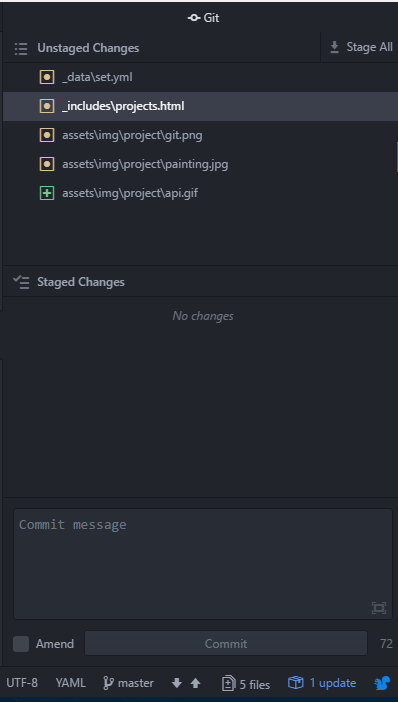 Git
Unstaged Changes
Stage All
_data\set.yml
_includes\projects.html
assets\img\project\git.png
assets\img\project\painting.jpg
assets\img\project\api.gif
Staged Changes
No changes
Commit message
Amend
Commit
72
UTF-8 YAML master 5 files 1 update